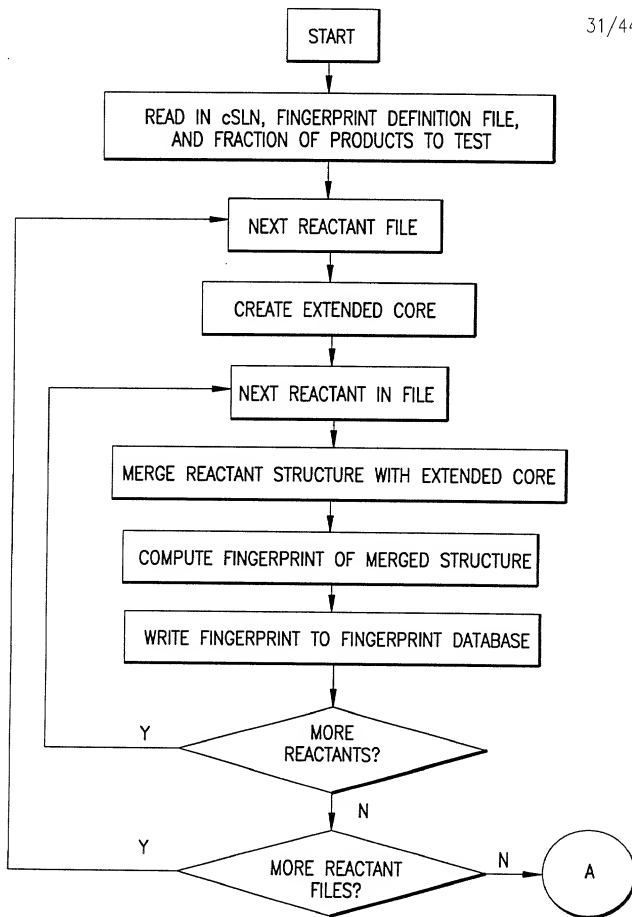 31/44
START
READ IN cSLN, FINGERPRINT DEFINITION FILE,
AND FRACTION OF PRODUCTS TO TEST
NEXT REACTANT FILE
CREATE EXTENDED CORE
NEXT REACTANT IN FILE
MERGE REACTANT STRUCTURE WITH EXTENDED CORE
COMPUTE FINGERPRINT OF MERGED STRUCTURE
WRITE FINGERPRINT TO FINGERPRINT DATABASE
Y
MORE
REACTANTS?
N
Y
MORE REACTANT
FILES?
N
A